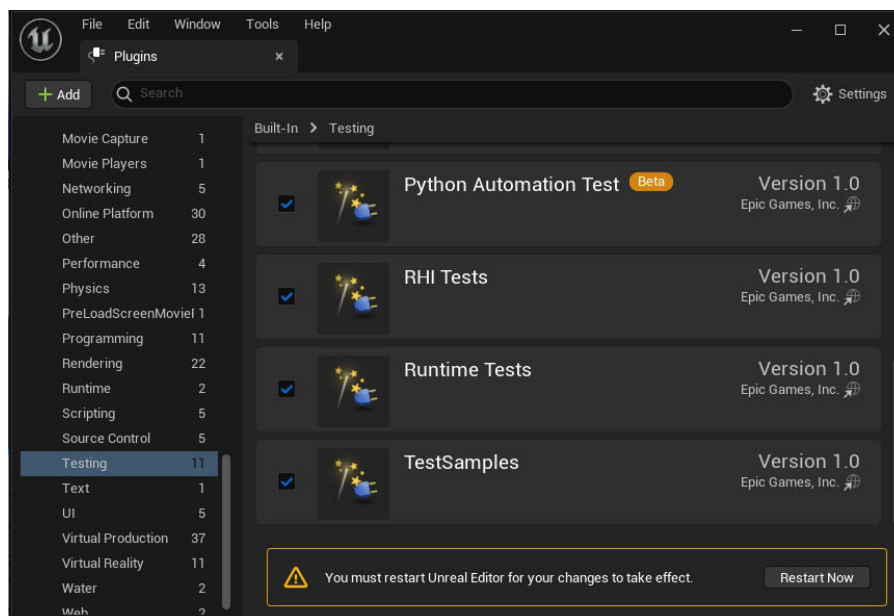 File Edit Window Tools Help
Plugins
+ Add
Search
Settings
Built-In > Testing
Movie Capture 1
Movie Players 1
Networking 5
Online Platform 30
Other 28
Performance 4
Physics 13
PreLoadScreenMovieI 1
Programming 11
Rendering 22
Runtime 2
Scripting 5
Source Control 5
Testing 11
Text 1
UI 5
Virtual Production 37
Virtual Reality 11
Water 2
Web 2
Python Automation Test Beta
Version 1.0
Epic Games, Inc.
RHI Tests
Version 1.0
Epic Games, Inc.
Runtime Tests
Version 1.0
Epic Games, Inc.
TestSamples
Version 1.0
Epic Games, Inc.
You must restart Unreal Editor for your changes to take effect.
Restart Now